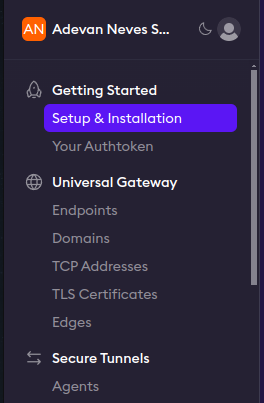 AN Adevan Neves S...
Getting Started
Setup & Installation
Your Authtoken
Universal Gateway
Endpoints
Domains
TCP Addresses
TLS Certificates
Edges
Secure Tunnels
Agents